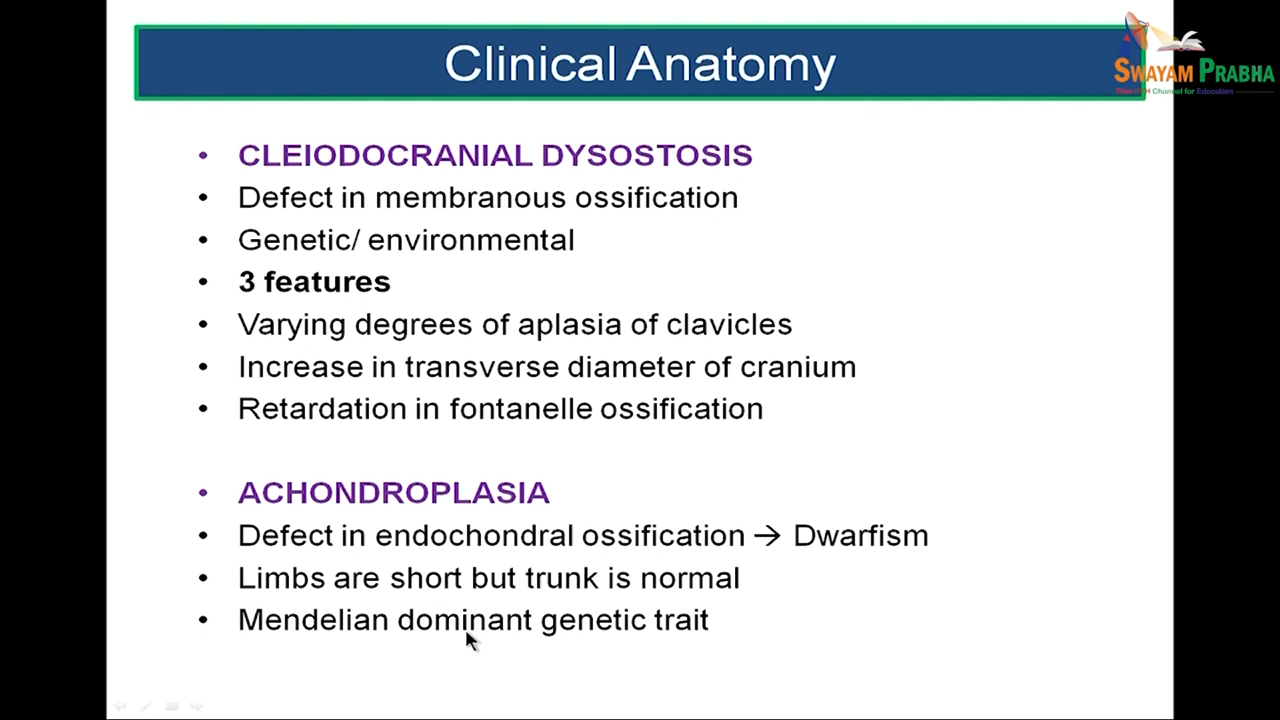 Clinical Anatomy
SWAYAM PRABHA
• CLEIODOCRANIAL DYSOSTOSIS
• Defect in membranous ossification
• Genetic/ environmental
• 3 features
• Varying degrees of aplasia of clavicles
• Increase in transverse diameter of cranium
• Retardation in fontanelle ossification
• ACHONDROPLASIA
• Defect in endochondral ossification → Dwarfism
• Limbs are short but trunk is normal
• Mendelian dominant genetic trait